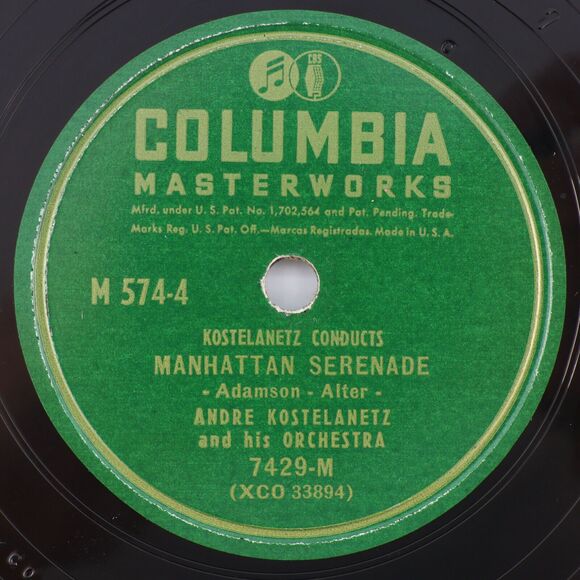 CBS
COLUMBIA
MASTERWORKS
Mfrd. under U. S. Pat. No. 1,702,564 and Pat. Pending. Trade-
Marks Reg. U. S. Pat. Off.—Marcas Registradas. Made in U. S. A.
M 574-4
KOSTELANETZ CONDUCTS
MANHATTAN SERENADE
- Adamson - Alter -
ANDRE KOSTELANETZ
and his ORCHESTRA
7429-M
(XCO 33894)